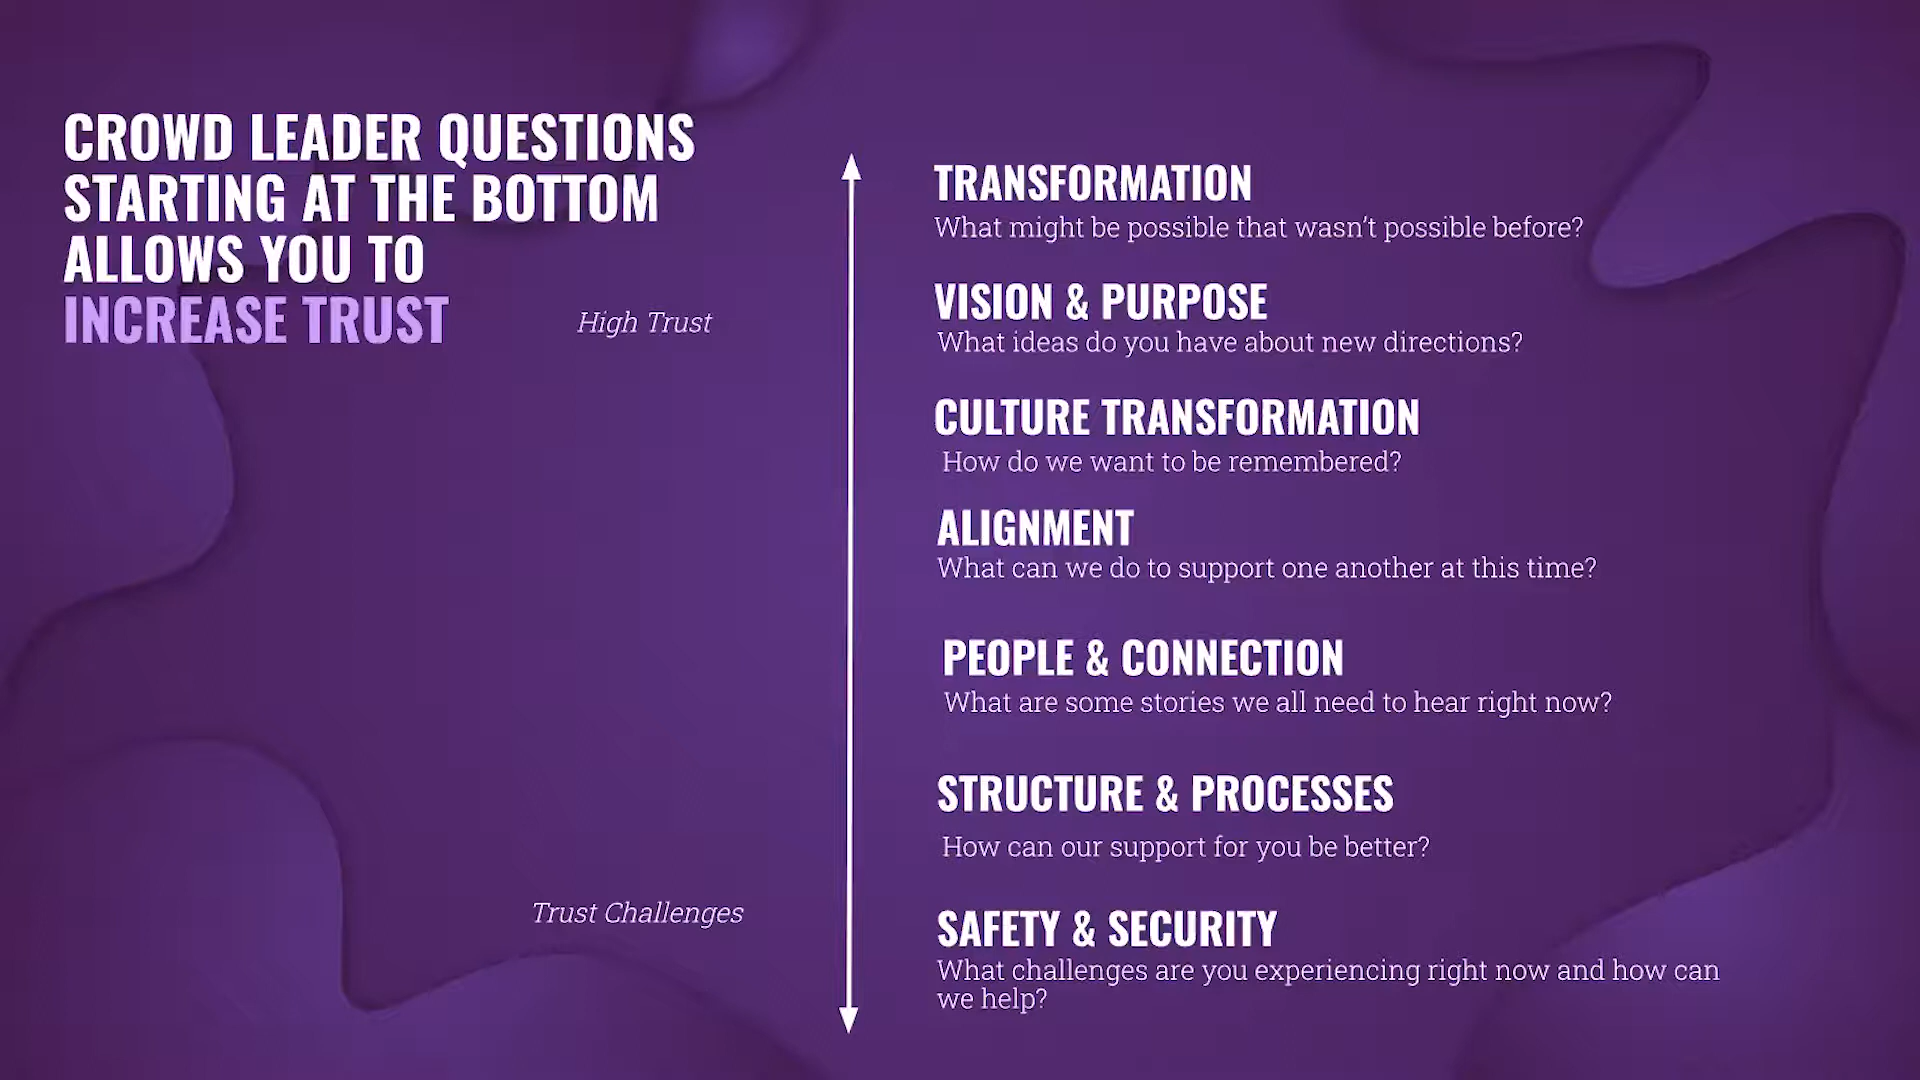 CROWD LEADER QUESTIONS
STARTING AT THE BOTTOM
ALLOWS YOU TO
INCREASE TRUST
High Trust
Trust Challenges
TRANSFORMATION
What might be possible that wasn’t possible before?
VISION & PURPOSE
What ideas do you have about new directions?
CULTURE TRANSFORMATION
How do we want to be remembered?
ALIGNMENT
What can we do to support one another at this time?
PEOPLE & CONNECTION
What are some stories we all need to hear right now?
STRUCTURE & PROCESSES
How can our support for you be better?
SAFETY & SECURITY
What challenges are you experiencing right now and how can
we help?